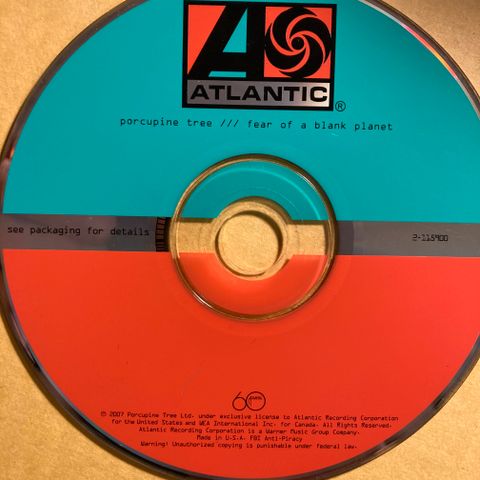 ATLANTIC ®
porcupine tree /// fear of a blank planet
see packaging for details
2-115900
60 years
℗ 2007 Porcupine Tree Ltd. under exclusive license to Atlantic Recording Corporation
for the United States and WEA International Inc. for Canada. All Rights Reserved.
Atlantic Recording Corporation is a Warner Music Group Company.
Made in U.S.A. FBI Anti-Piracy
Warning! Unauthorized copying is punishable under federal law.